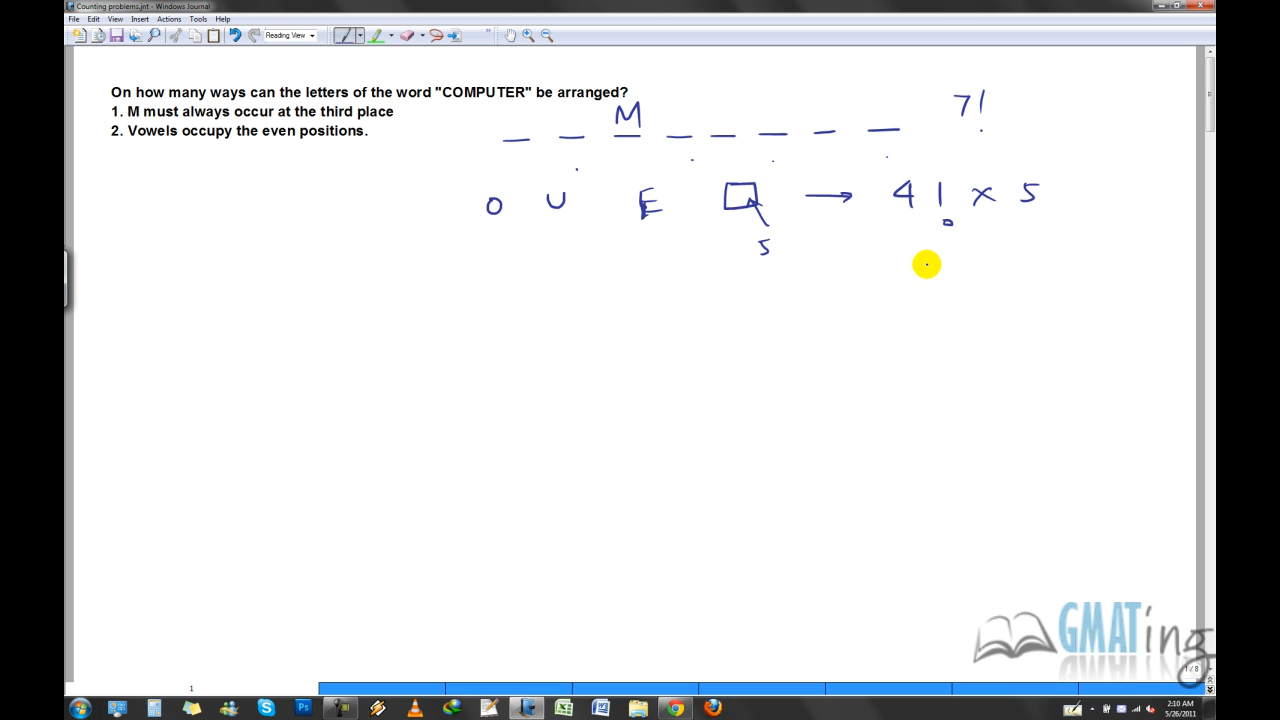 Counting problems.jnt - Windows Journal
File Edit View Insert Actions Tools Help
Reading View
On how many ways can the letters of the word "COMPUTER" be arranged?
1. M must always occur at the third place
2. Vowels occupy the even positions.
M 7!
O U E → 4! x 5
5
GMATing
1 / 8
1
2:10 AM
5/26/2011